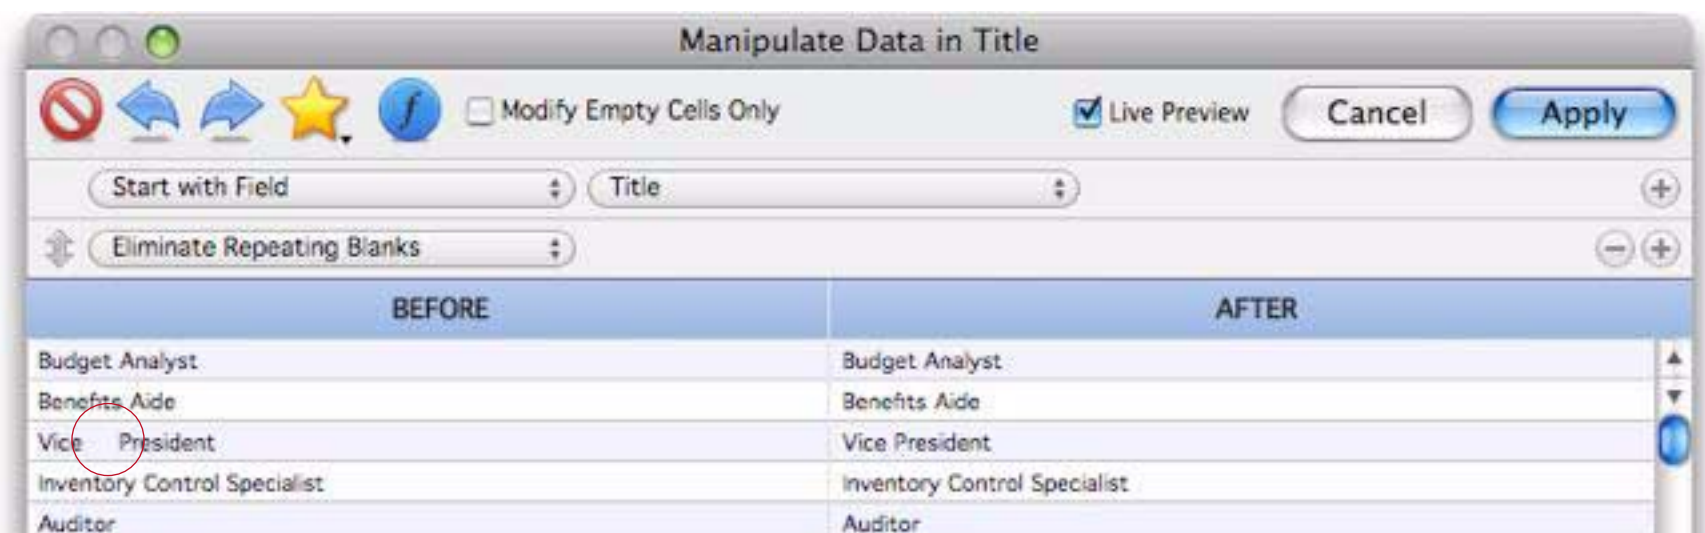 Manipulate Data in Title
f Modify Empty Cells Only Live Preview Cancel Apply
Start with Field Title
Eliminate Repeating Blanks
BEFORE AFTER
Budget Analyst Budget Analyst
Benefits Aide Benefits Aide
Vice    President Vice President
Inventory Control Specialist Inventory Control Specialist
Auditor Auditor